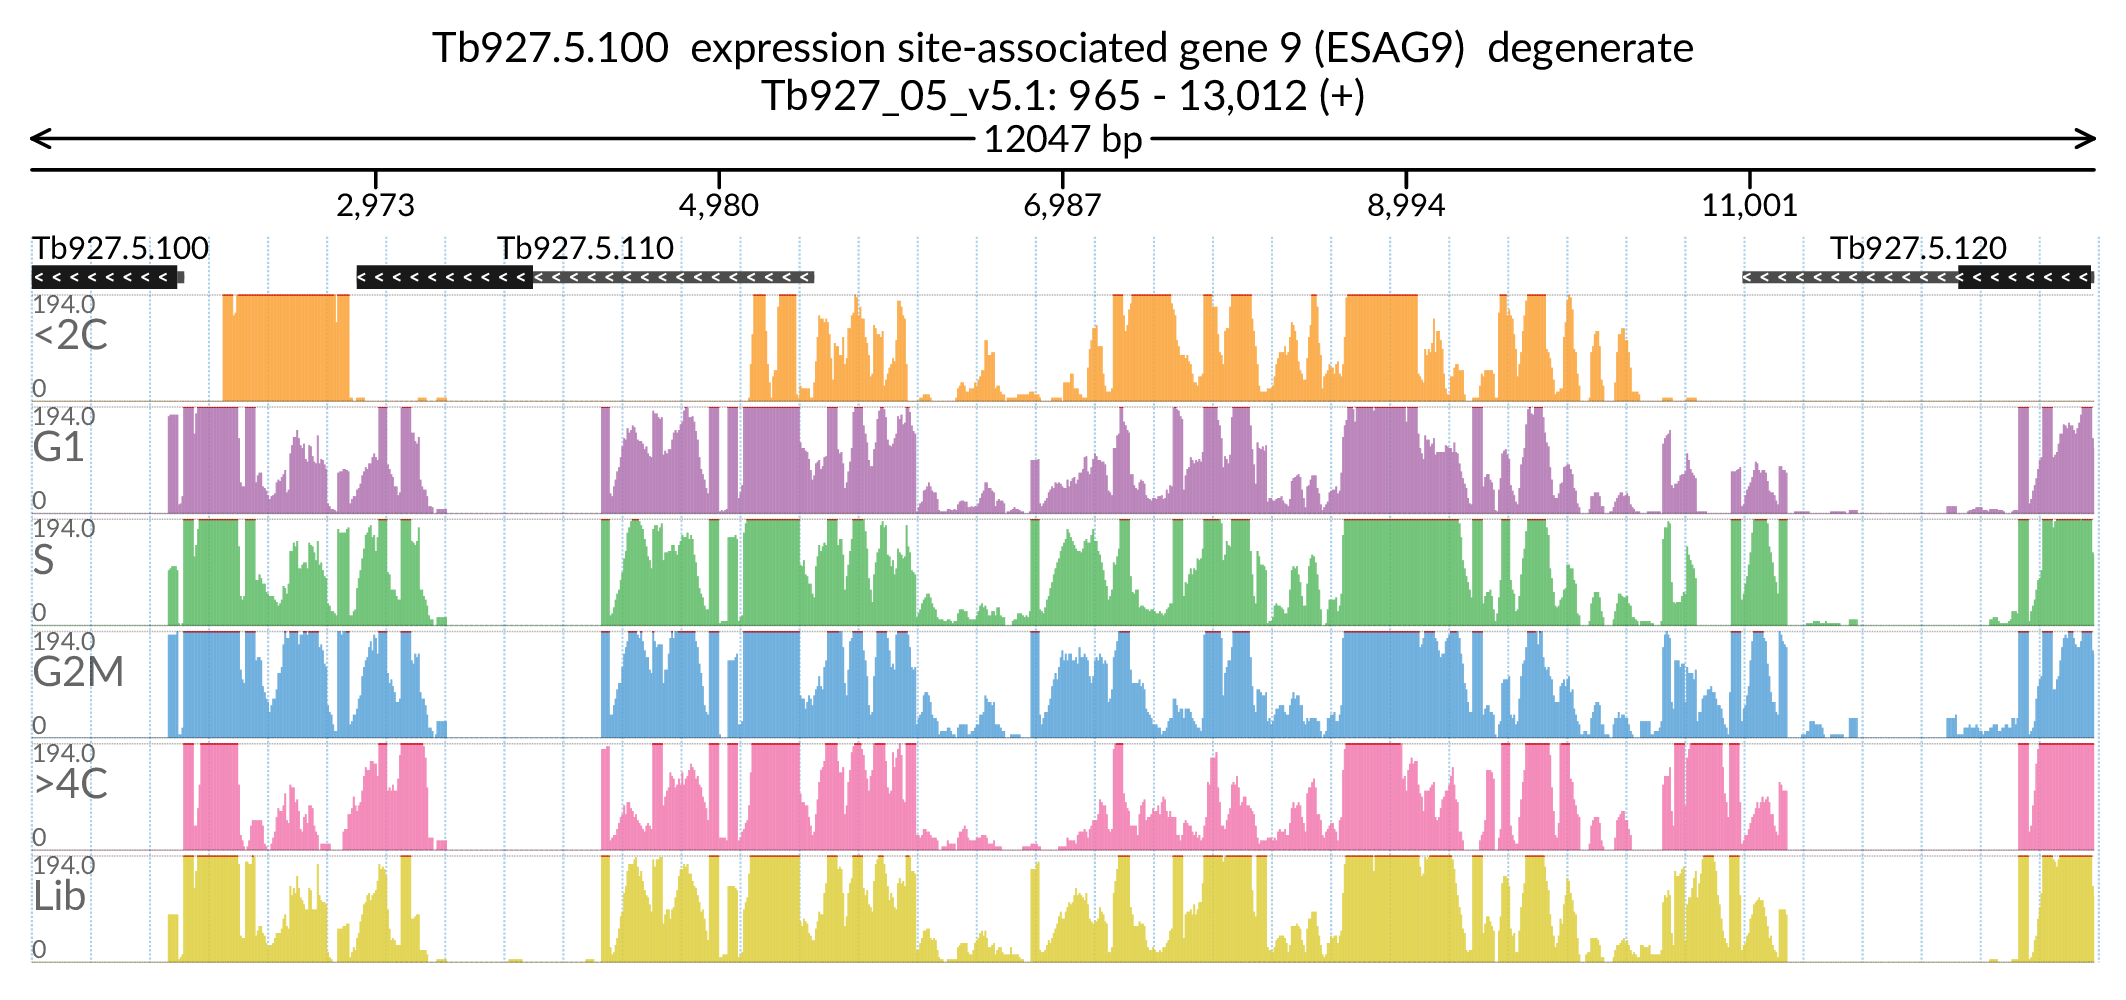 Tb927.5.100 expression site-associated gene 9 (ESAG9) degenerate
Tb927_05_v5.1: 965 - 13,012 (+)
12047 bp
2,973 4,980 6,987 8,994 11,001
Tb927.5.100 Tb927.5.110 Tb927.5.120
194.0
<2C
0
194.0
G1
0
194.0
S
0
194.0
G2M
0
194.0
>4C
0
194.0
Lib
0